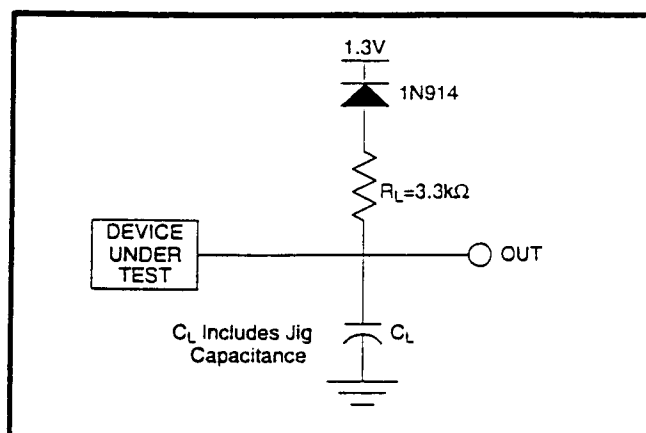 1.3V
1N914
R_L=3.3kΩ
DEVICE
UNDER
TEST
OUT
C_L Includes Jig
Capacitance
C_L